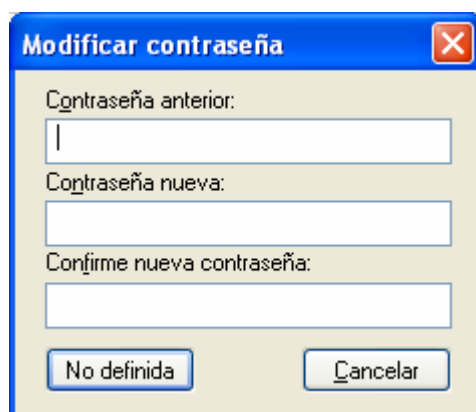 Modificar contraseña
Contraseña anterior:
Contraseña nueva:
Confirme nueva contraseña:
No definida Cancelar